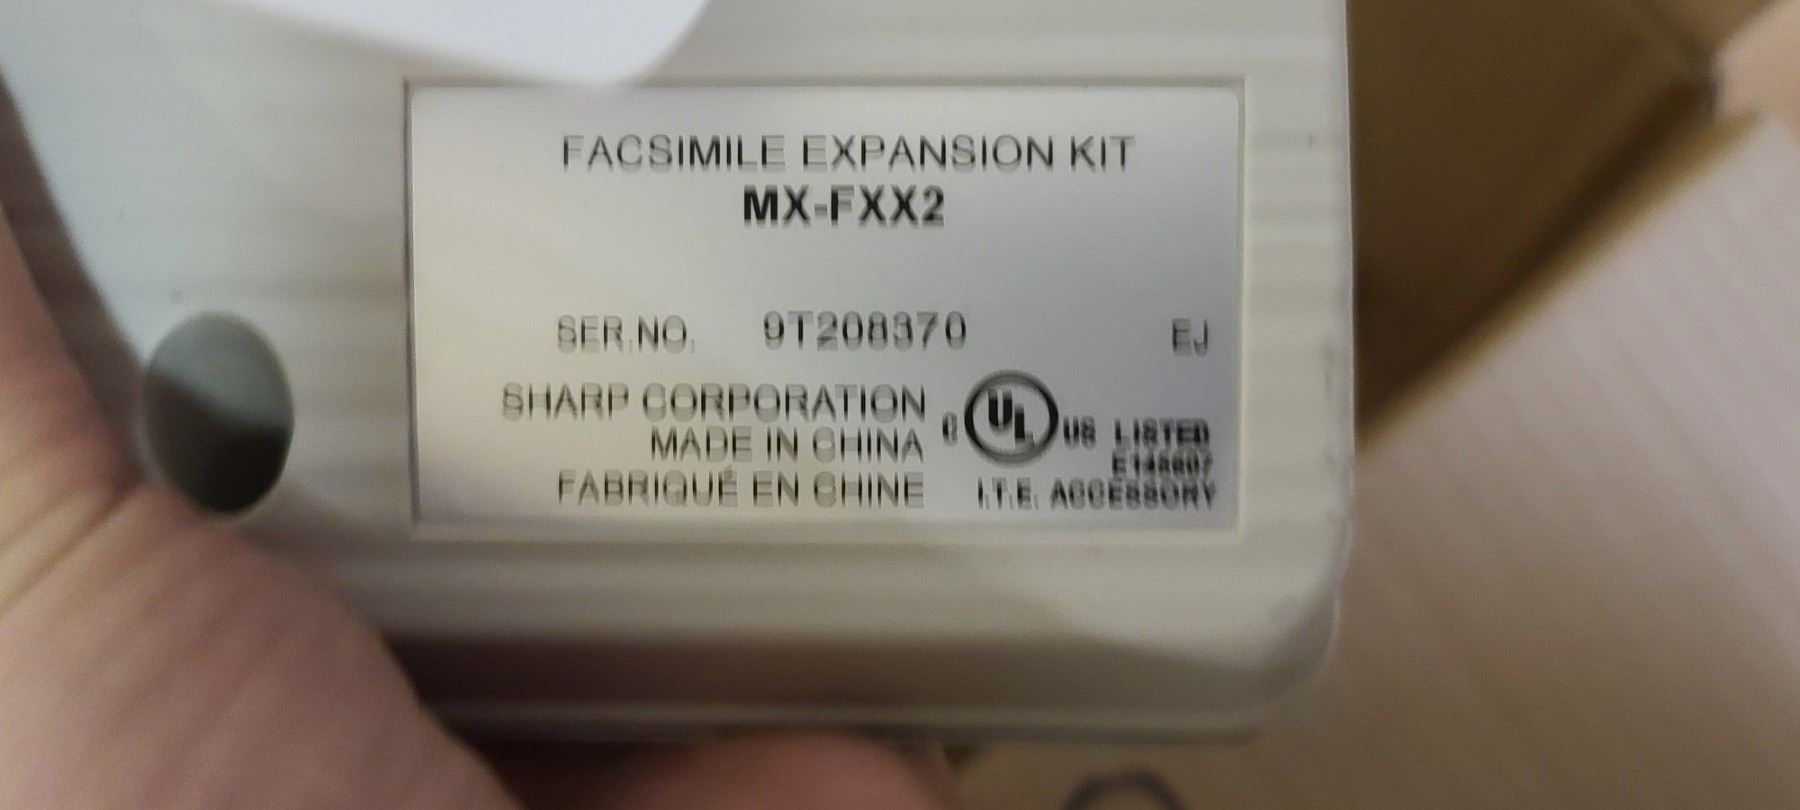 FACSIMILE EXPANSION KIT
MX-FXX2
SER.NO. 9T208370 EJ
SHARP CORPORATION
MADE IN CHINA
FABRIQUÉ EN CHINE
C UL US LISTED
I.T.E. ACCESSORY